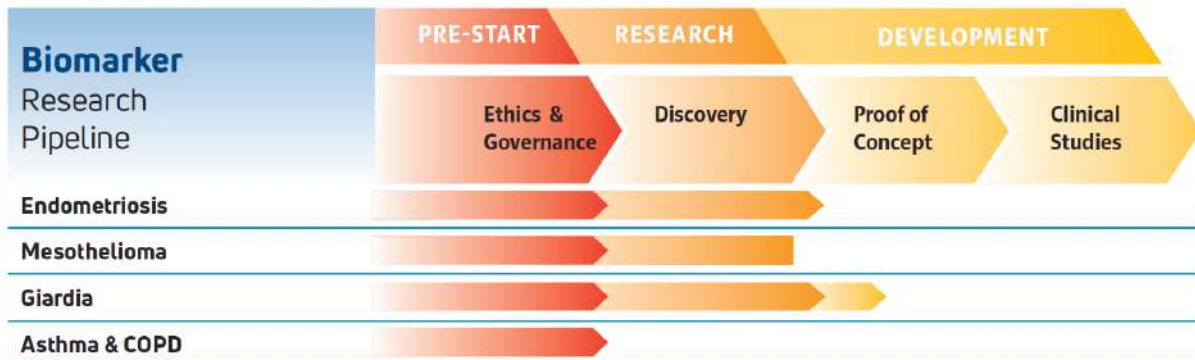 PRE-START RESEARCH DEVELOPMENT
Biomarker
Research
Pipeline
Ethics &
Governance
Discovery
Proof of
Concept
Clinical
Studies
Endometriosis
Mesothelioma
Giardia
Asthma & COPD